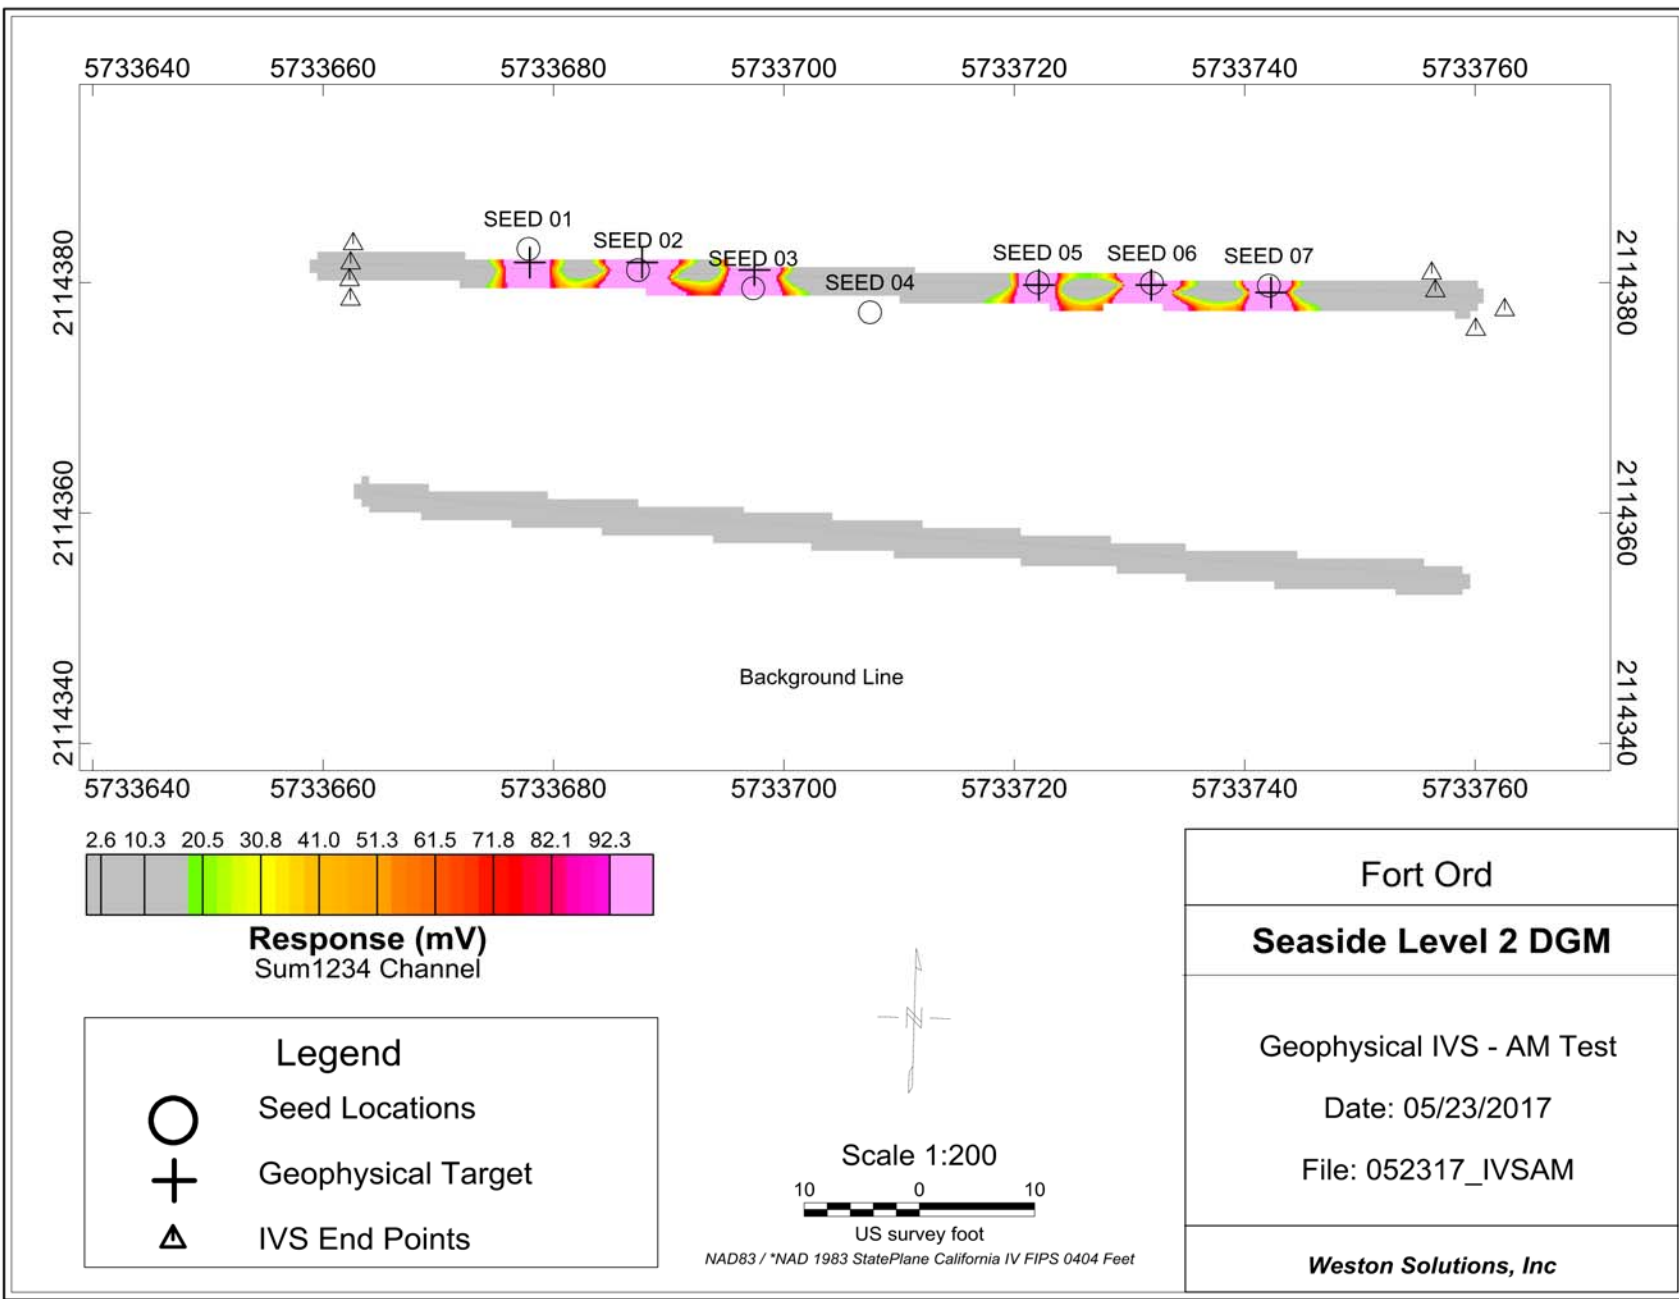 5733640 5733660 5733680 5733700 5733720 5733740 5733760
2114380
2114360
2114340
2114380
2114360
2114340
SEED 01
SEED 02
SEED 03
SEED 04
SEED 05
SEED 06
SEED 07
Background Line
5733640 5733660 5733680 5733700 5733720 5733740 5733760
2.6 10.3 20.5 30.8 41.0 51.3 61.5 71.8 82.1 92.3
Response (mV)
Sum1234 Channel
Legend
Seed Locations
Geophysical Target
IVS End Points
N
Scale 1:200
10 0 10
US survey foot
NAD83 / *NAD 1983 StatePlane California IV FIPS 0404 Feet
Fort Ord
Seaside Level 2 DGM
Geophysical IVS - AM Test
Date: 05/23/2017
File: 052317_IVSAM
Weston Solutions, Inc